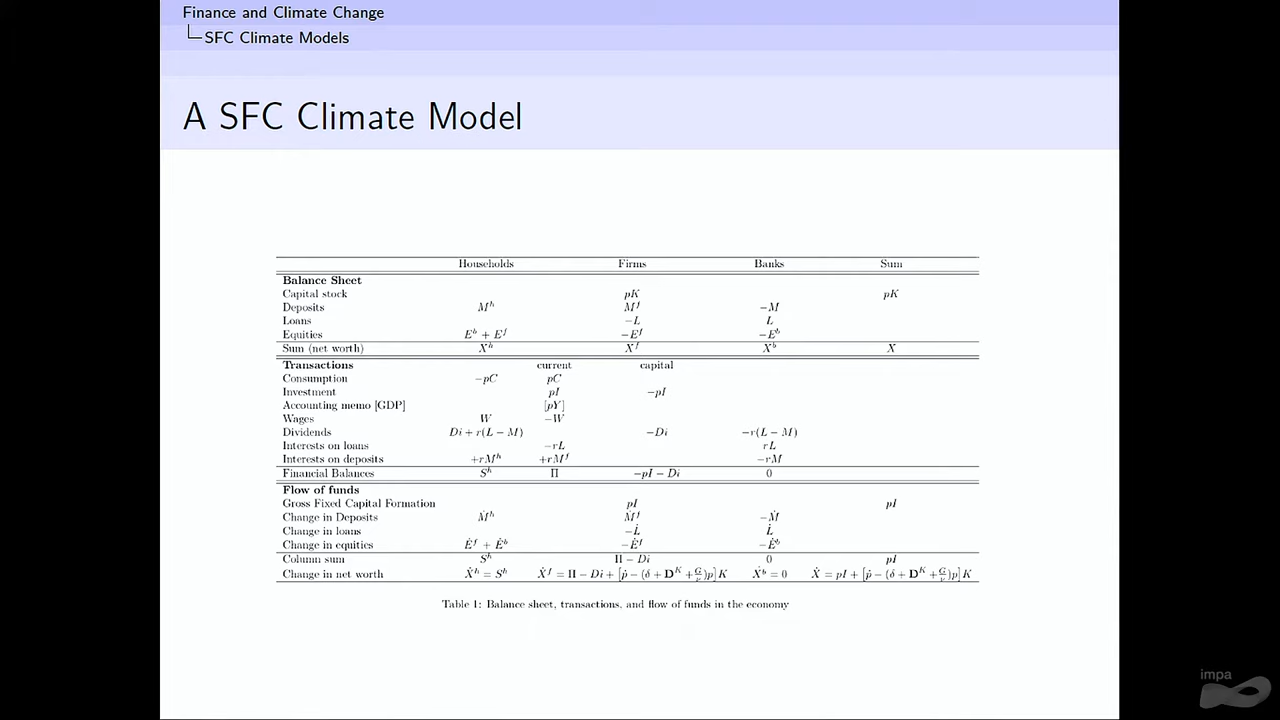 Finance and Climate Change
SFC Climate Models
A SFC Climate Model
Households Firms Banks Sum
Balance Sheet
Capital stock pK pK
Deposits M^h M^f −M
Loans −L L
Equities E^b + E^f −E^f −E^b
Sum (net worth) X^h X^f X^b X
Transactions current capital
Consumption −pC pC
Investment pI −pI
Accounting memo [GDP] [pY]
Wages W −W
Dividends Di + r(L − M) −Di −r(L − M)
Interests on loans −rL rL
Interests on deposits +rM^h +rM^f −rM
Financial Balances S^h Π −pI − Di 0
Flow of funds
Gross Fixed Capital Formation pI pI
Change in Deposits Ṁ^h Ṁ^f −Ṁ
Change in loans −L̇ L̇
Change in equities Ė^f + Ė^b −Ė^f −Ė^b
Column sum S^h Π − Di 0 pI
Change in net worth Ẋ^h = S^h Ẋ^f = Π − Di + [ṗ − (δ + D^K + G/ν)p]K Ẋ^b = 0 Ẋ = pI + [ṗ − (δ + D^K + G/ν)p]K
Table 1: Balance sheet, transactions, and flow of funds in the economy
impa